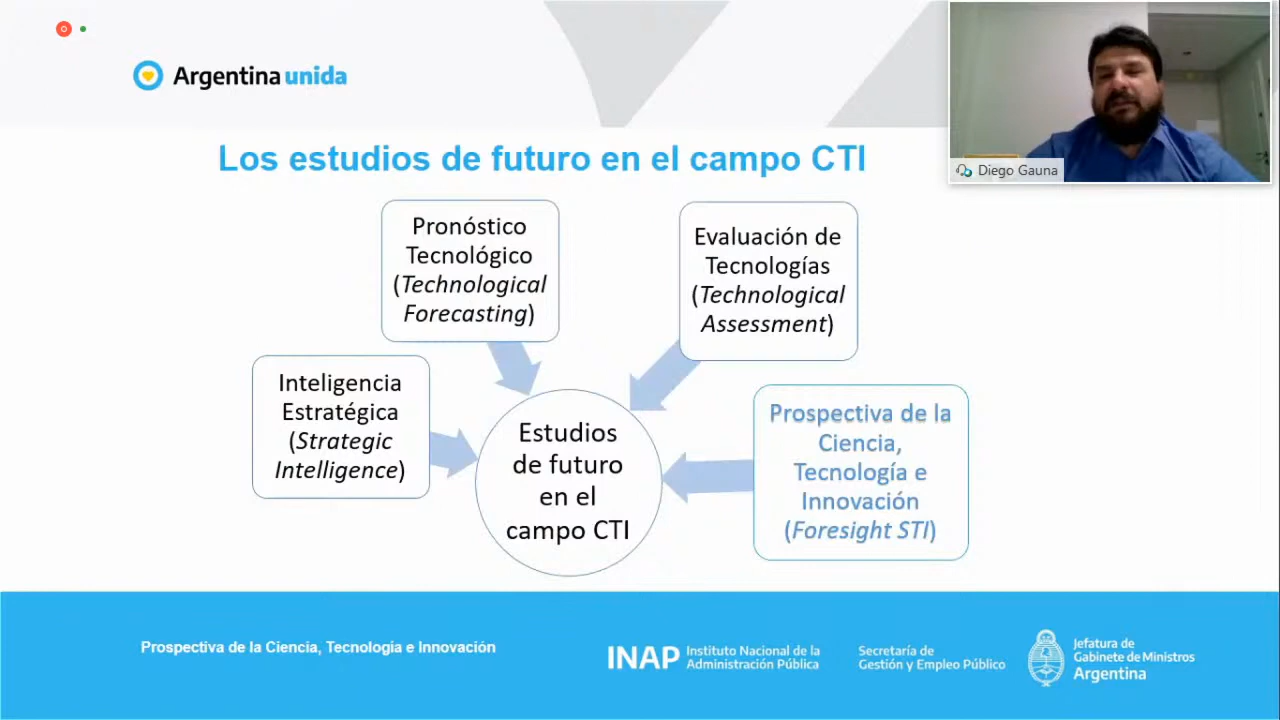 Argentina unida
Diego Gauna
Los estudios de futuro en el campo CTI
Pronóstico
Tecnológico
(Technological
Forecasting)
Evaluación de
Tecnologías
(Technological
Assessment)
Inteligencia
Estratégica
(Strategic
Intelligence)
Prospectiva de la
Ciencia,
Tecnología e
Innovación
(Foresight STI)
Estudios
de futuro
en el
campo CTI
Prospectiva de la Ciencia, Tecnología e Innovación
INAP
Instituto Nacional de la
Administración Pública
Secretaría de
Gestión y Empleo Público
Jefatura de
Gabinete de Ministros
Argentina